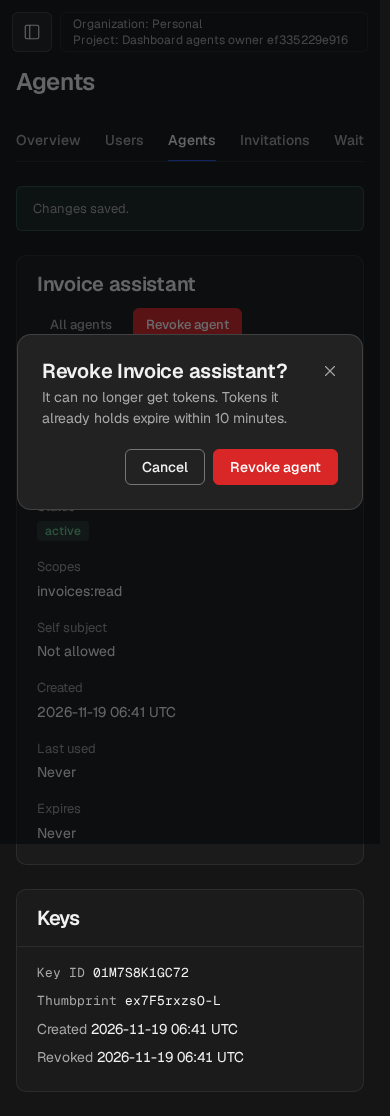 Organization: Personal
Project: Dashboard agents owner ef335229e916
Agents
Overview Users Agents Invitations Wait
Changes saved.
Invoice assistant
All agents Revoke agent
Revoke Invoice assistant?
It can no longer get tokens. Tokens it
already holds expire within 10 minutes.
Cancel Revoke agent
Status
active
Scopes
invoices:read
Self subject
Not allowed
Created
2026-11-19 06:41 UTC
Last used
Never
Expires
Never
Keys
Key ID 01M7S8K1GC72
Thumbprint ex7F5rxzsO-L
Created 2026-11-19 06:41 UTC
Revoked 2026-11-19 06:41 UTC